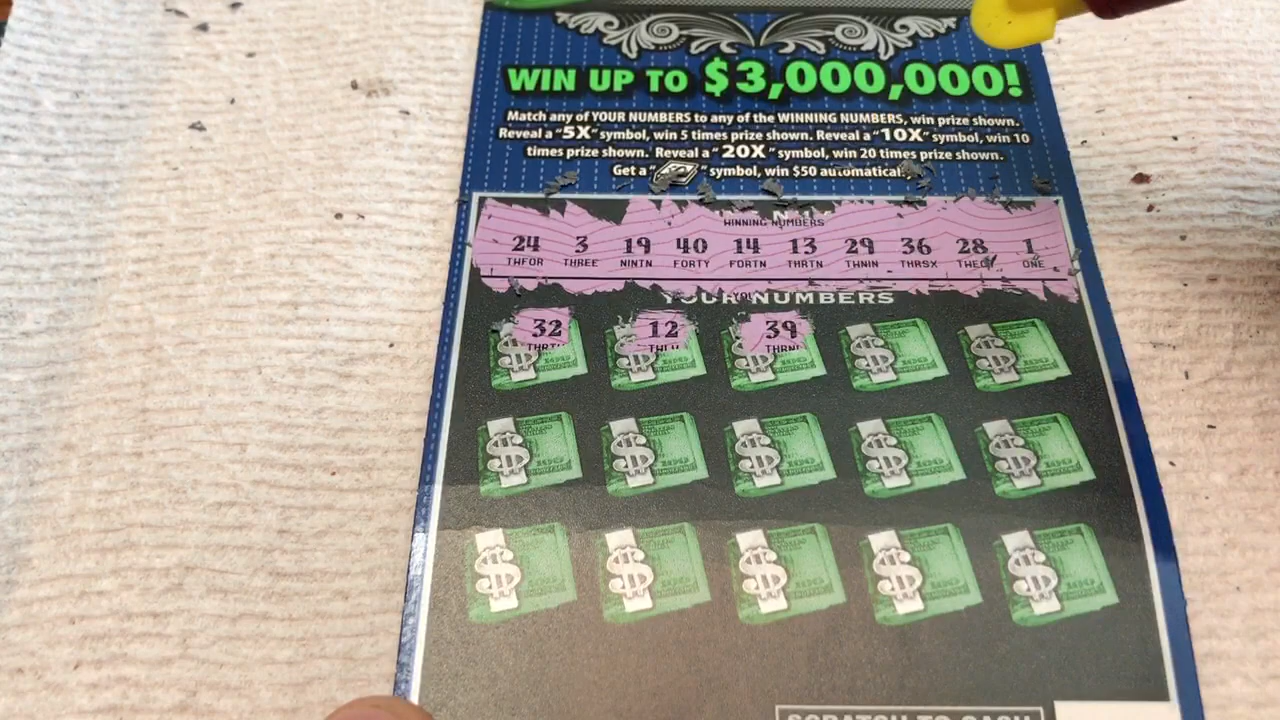 WIN UP TO $3,000,000!
Match any of YOUR NUMBERS to any of the WINNING NUMBERS, win prize shown.
Reveal a "5X" symbol, win 5 times prize shown. Reveal a "10X" symbol, win 10
times prize shown. Reveal a "20X" symbol, win 20 times prize shown.
Get a " " symbol, win $50
WINNING NUMBERS
24 3 19 40 14 13 29 36 28 1
THFOR THREE NINTN FORTY FORTN THRTN THNIN THRSX ONE
YOUR NUMBERS
32 12 39
SCRATCH TO CASH